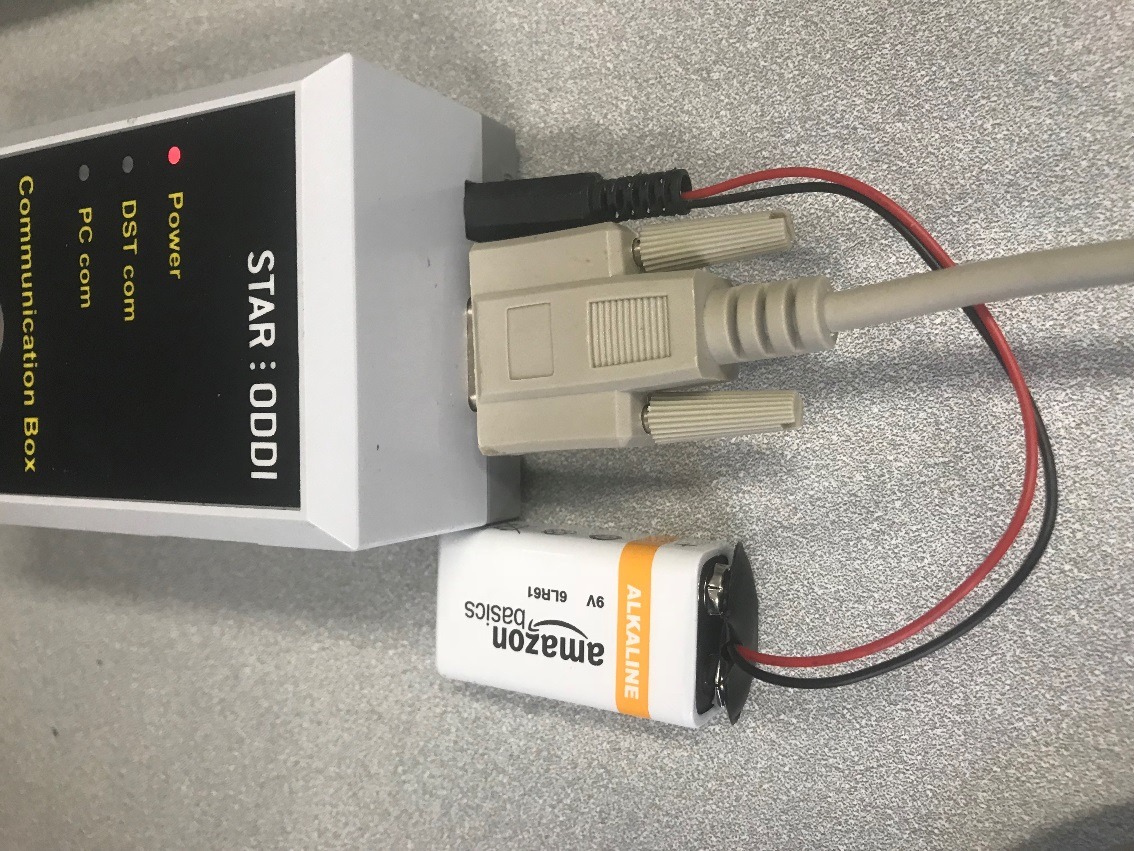 STAR : ODDI
Power
DST com
PC com
Communication Box
amazon
basics
9V 6LR61
ALKALINE